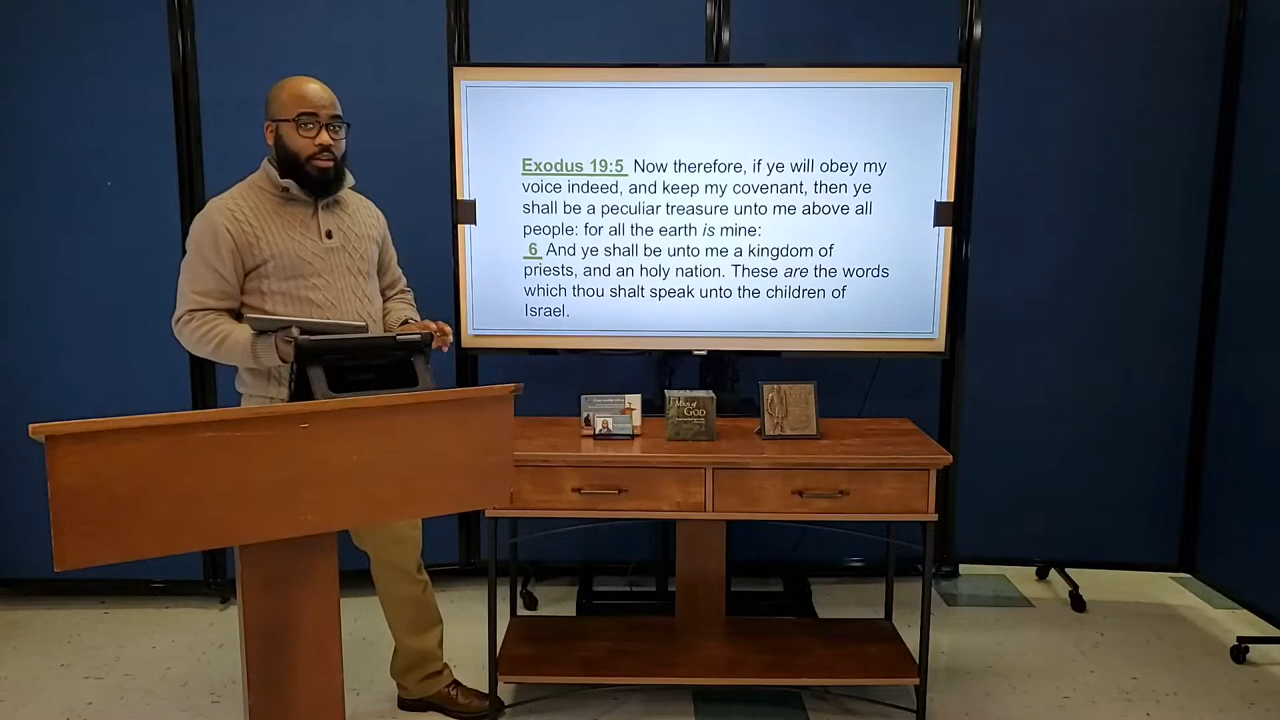 Exodus 19:5 Now therefore, if ye will obey my
voice indeed, and keep my covenant, then ye
shall be a peculiar treasure unto me above all
people: for all the earth is mine:
6 And ye shall be unto me a kingdom of
priests, and an holy nation. These are the words
which thou shalt speak unto the children of
Israel.
Man of
GOD